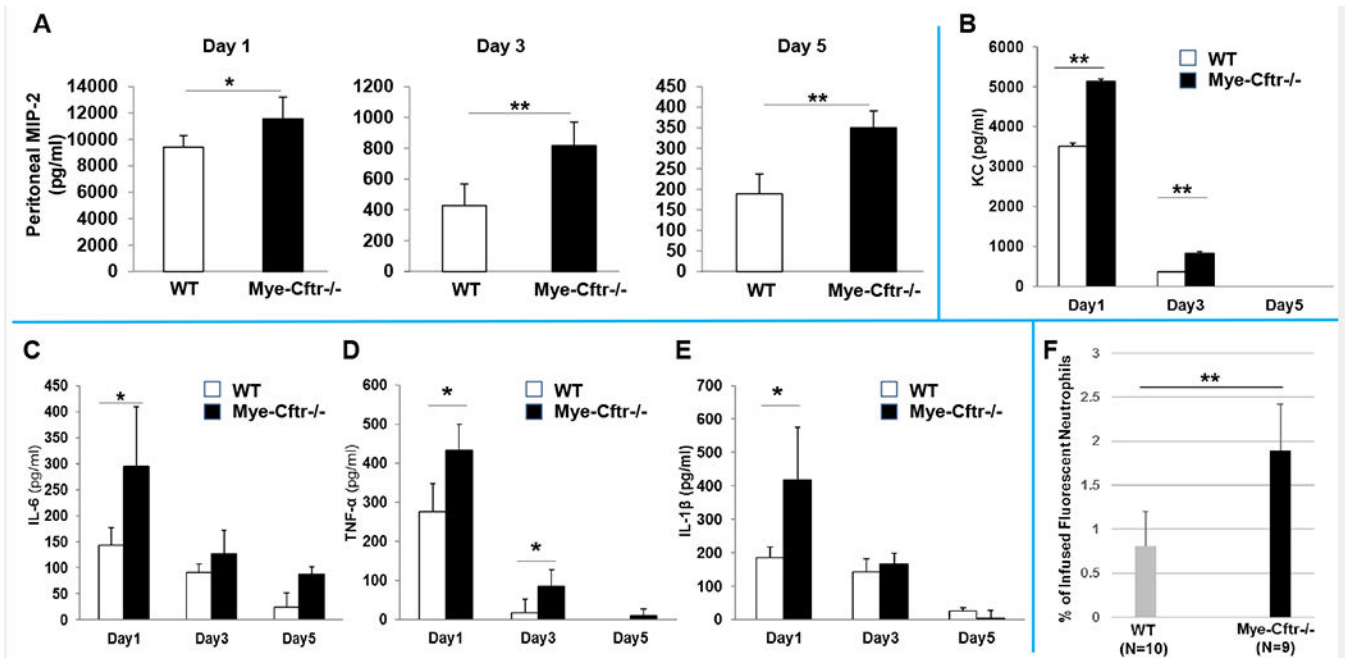 A
Day 1
Day 3
Day 5
Peritoneal MIP-2
(pg/ml)
14000
12000
10000
8000
6000
4000
2000
0
*
WT
Mye-Cftr-/-
1200
1000
800
600
400
200
0
**
WT
Mye-Cftr-/-
450
400
350
300
250
200
150
250
50
0
**
WT
Mye-Cftr-/-
B
KC (pg/ml)
6000
5000
4000
3000
2000
1000
0
**
**
WT
Mye-Cftr-/-
Day1
Day3
Day5
C
IL-6 (pg/ml)
450
400
350
300
250
200
150
100
50
0
*
WT
Mye-Cftr-/-
Day1
Day3
Day5
D
TNF-α (pg/ml)
600
500
400
300
200
100
0
*
*
WT
Mye-Cftr-/-
Day1
Day3
Day5
E
IL-1β (pg/ml)
700
600
500
400
300
200
100
0
*
WT
Mye-Cftr-/-
Day1
Day3
Day5
F
% of Infused Fluorescent Neutrophils
3
2.5
2
1.5
1
0.5
0
**
WT
(N=10)
Mye-Cftr-/-
(N=9)